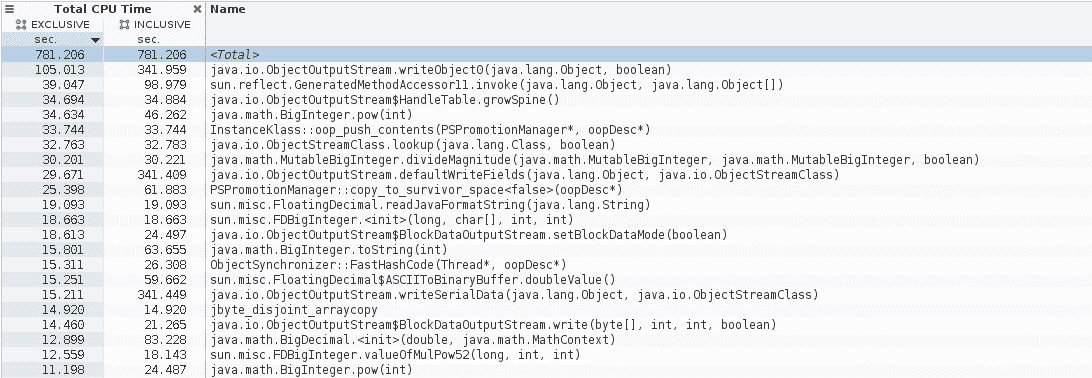 Total CPU Time Name
EXCLUSIVE INCLUSIVE
sec. sec.
781.206 781.206 <Total>
105.013 341.959 java.io.ObjectOutputStream.writeObject0(java.lang.Object, boolean)
39.047 98.979 sun.reflect.GeneratedMethodAccessor11.invoke(java.lang.Object, java.lang.Object[])
34.694 34.884 java.io.ObjectOutputStream$HandleTable.growSpine()
34.634 46.262 java.math.BigInteger.pow(int)
33.744 33.744 InstanceKlass::oop_push_contents(PSPromotionManager*, oopDesc*)
32.763 32.783 java.io.ObjectStreamClass.lookup(java.lang.Class, boolean)
30.201 30.221 java.math.MutableBigInteger.divideMagnitude(java.math.MutableBigInteger, java.math.MutableBigInteger, boolean)
29.671 341.409 java.io.ObjectOutputStream.defaultWriteFields(java.lang.Object, java.io.ObjectStreamClass)
25.398 61.883 PSPromotionManager::copy_to_survivor_space<false>(oopDesc*)
19.093 19.093 sun.misc.FloatingDecimal.readJavaFormatString(java.lang.String)
18.663 18.663 sun.misc.FDBigInteger.<init>(long, char[], int, int)
18.613 24.497 java.io.ObjectOutputStream$BlockDataOutputStream.setBlockDataMode(boolean)
15.801 63.655 java.math.BigInteger.toString(int)
15.311 26.308 ObjectSynchronizer::FastHashCode(Thread*, oopDesc*)
15.251 59.662 sun.misc.FloatingDecimal$ASCIIToBinaryBuffer.doubleValue()
15.211 341.449 java.io.ObjectOutputStream.writeSerialData(java.lang.Object, java.io.ObjectStreamClass)
14.920 14.920 jbyte_disjoint_arraycopy
14.460 21.265 java.io.ObjectOutputStream$BlockDataOutputStream.write(byte[], int, int, boolean)
12.899 83.228 java.math.BigDecimal.<init>(double, java.math.MathContext)
12.559 18.143 sun.misc.FDBigInteger.valueOfMulPow52(long, int, int)
11.198 24.487 java.math.BigInteger.pow(int)